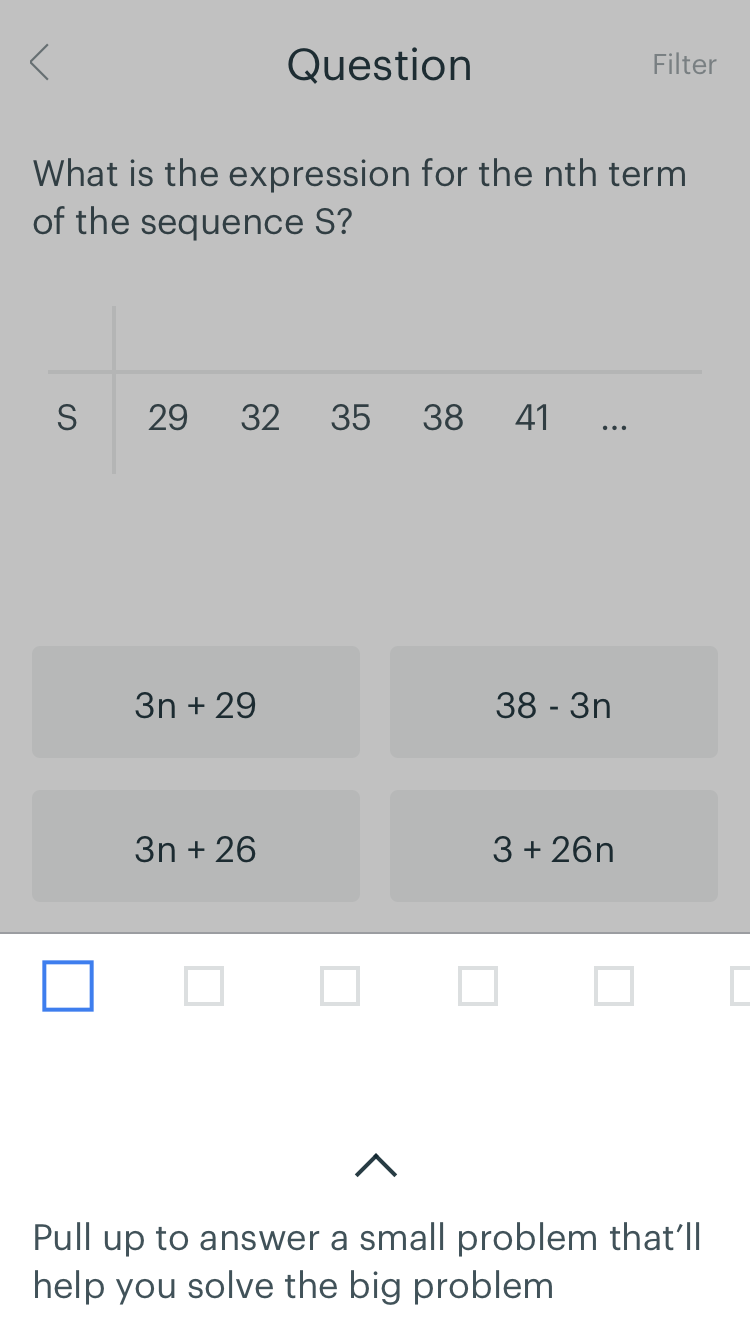 Question
Filter
What is the expression for the nth term
of the sequence S?
S 29 32 35 38 41 ...
3n + 29
38 - 3n
3n + 26
3 + 26n
Pull up to answer a small problem that’ll
help you solve the big problem